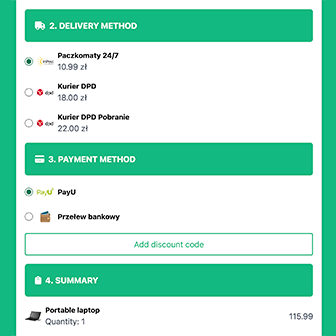 2. DELIVERY METHOD
Paczkomaty 24/7
10.99 zł
Kurier DPD
dpd
18.00 zł
Kurier DPD Pobranie
dpd
22.00 zł
3. PAYMENT METHOD
PayU PayU
Przelew bankowy
Add discount code
4. SUMMARY
Portable laptop
Quantity: 1
115.99